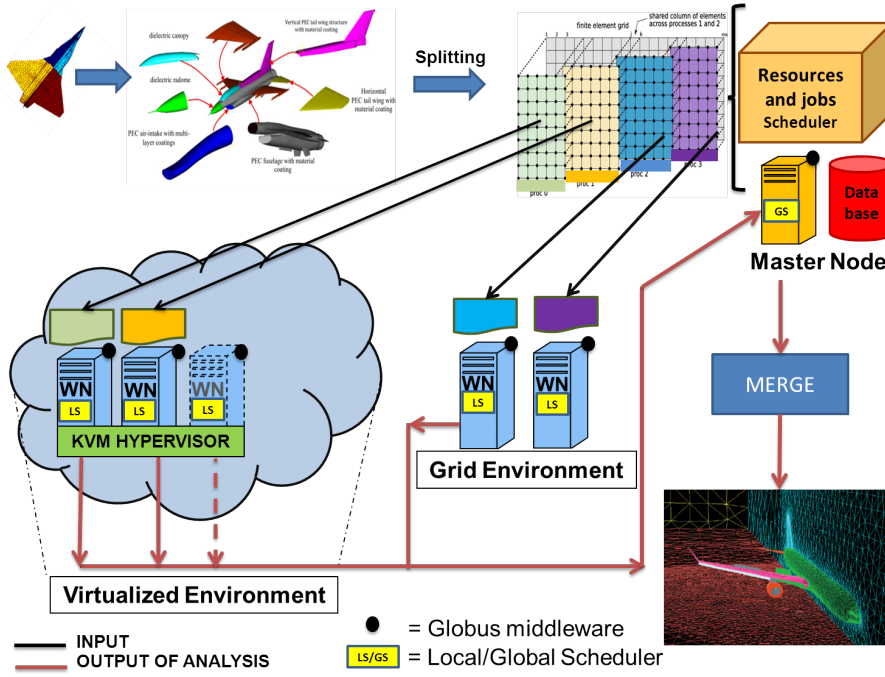 Vertical PEC tail wing structure
with material coating
dielectric canopy
dielectric radome
Horizontal
PEC tail wing with
material coating
PEC air-intake with multi-
layer coatings
PEC fuselage with material
coating
Splitting
shared column of elements
across processes 1 and 2
finite element grid
1 2 3
proc 0
proc 1
proc 2
proc 3
Resources
and jobs
Scheduler
GS
Data
base
Master Node
WN
WN
WN
LS
LS
LS
KVM HYPERVISOR
WN
WN
LS
LS
Grid Environment
MERGE
Virtualized Environment
INPUT
OUTPUT OF ANALYSIS
= Globus middleware
LS/GS
= Local/Global Scheduler